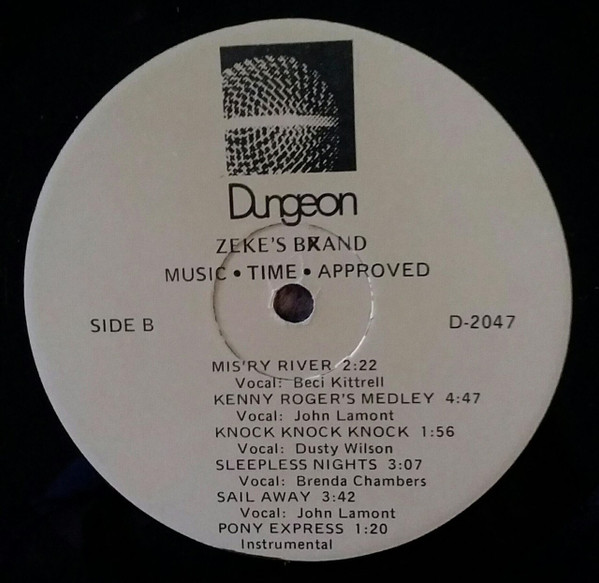 Dungeon
ZEKE'S BRAND
MUSIC • TIME • APPROVED
SIDE B
D-2047
MIS'RY RIVER 2:22
Vocal: Beci Kittrell
KENNY ROGER'S MEDLEY 4:47
Vocal: John Lamont
KNOCK KNOCK KNOCK 1:56
Vocal: Dusty Wilson
SLEEPLESS NIGHTS 3:07
Vocal: Brenda Chambers
SAIL AWAY 3:42
Vocal: John Lamont
PONY EXPRESS 1:20
Instrumental